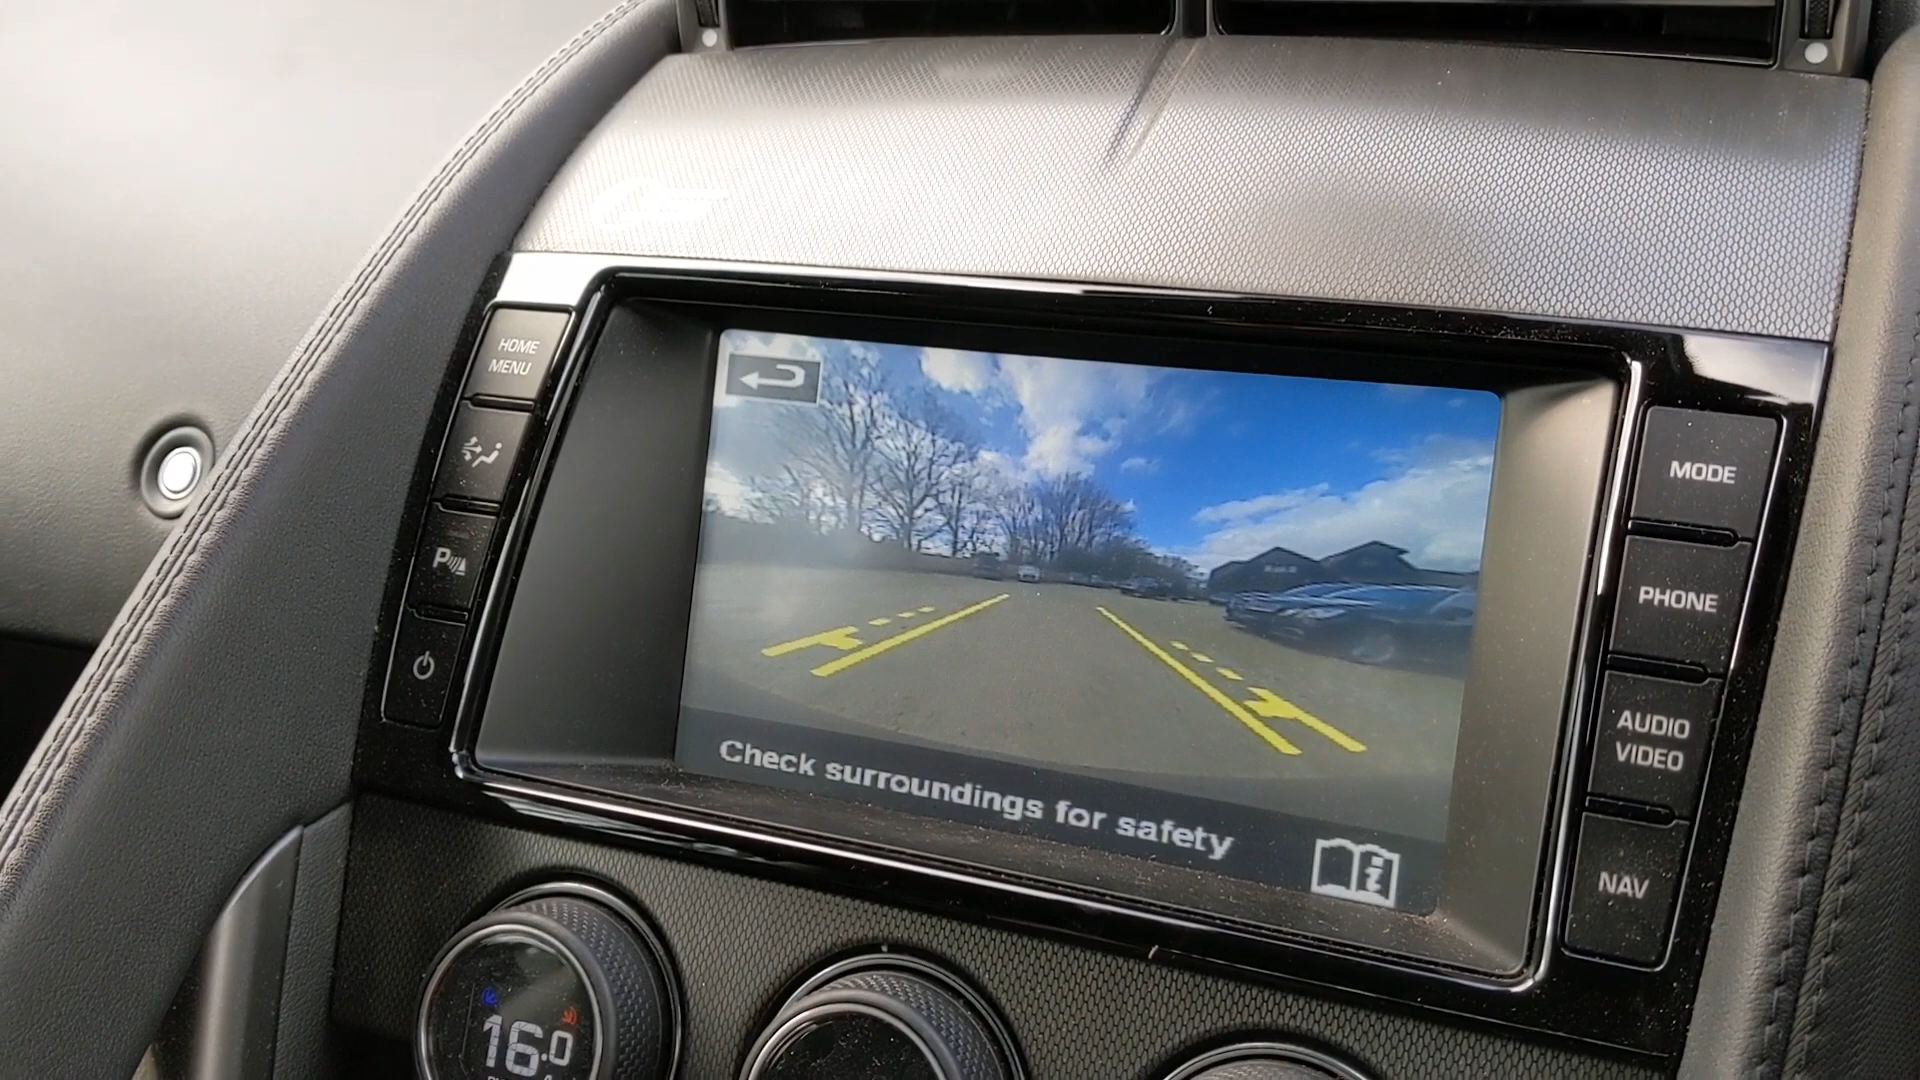 HOME
MENU
P
MODE
PHONE
AUDIO
VIDEO
NAV
Check surroundings for safety
i
16.0